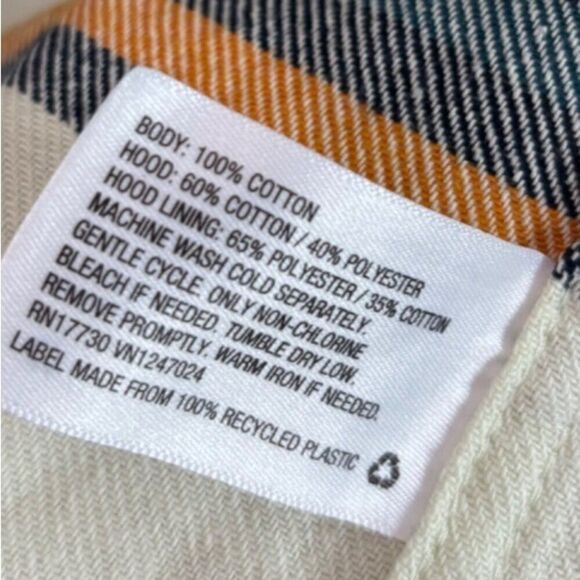 BODY: 100% COTTON
HOOD: 60% COTTON / 40% POLYESTER
HOOD LINING: 65% POLYESTER / 35% COTTON
MACHINE WASH COLD SEPARATELY.
GENTLE CYCLE. ONLY NON-CHLORINE
BLEACH IF NEEDED. TUMBLE DRY LOW.
REMOVE PROMPTLY. WARM IRON IF NEEDED.
RN17730 VN1247024
LABEL MADE FROM 100% RECYCLED PLASTIC